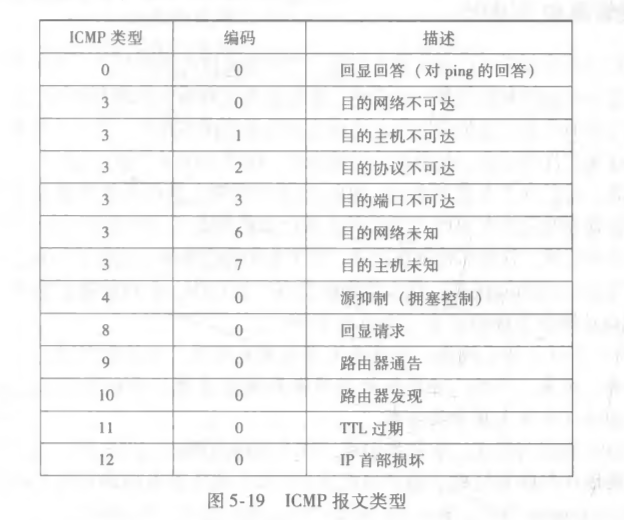 ICMP 类型 编码 描述
0 0 回显回答（对 ping 的回答）
3 0 目的网络不可达
3 1 目的主机不可达
3 2 目的协议不可达
3 3 目的端口不可达
3 6 目的网络未知
3 7 目的主机未知
4 0 源抑制（拥塞控制）
8 0 回显请求
9 0 路由器通告
10 0 路由器发现
11 0 TTL 过期
12 0 IP 首部损坏
图 5-19 ICMP 报文类型